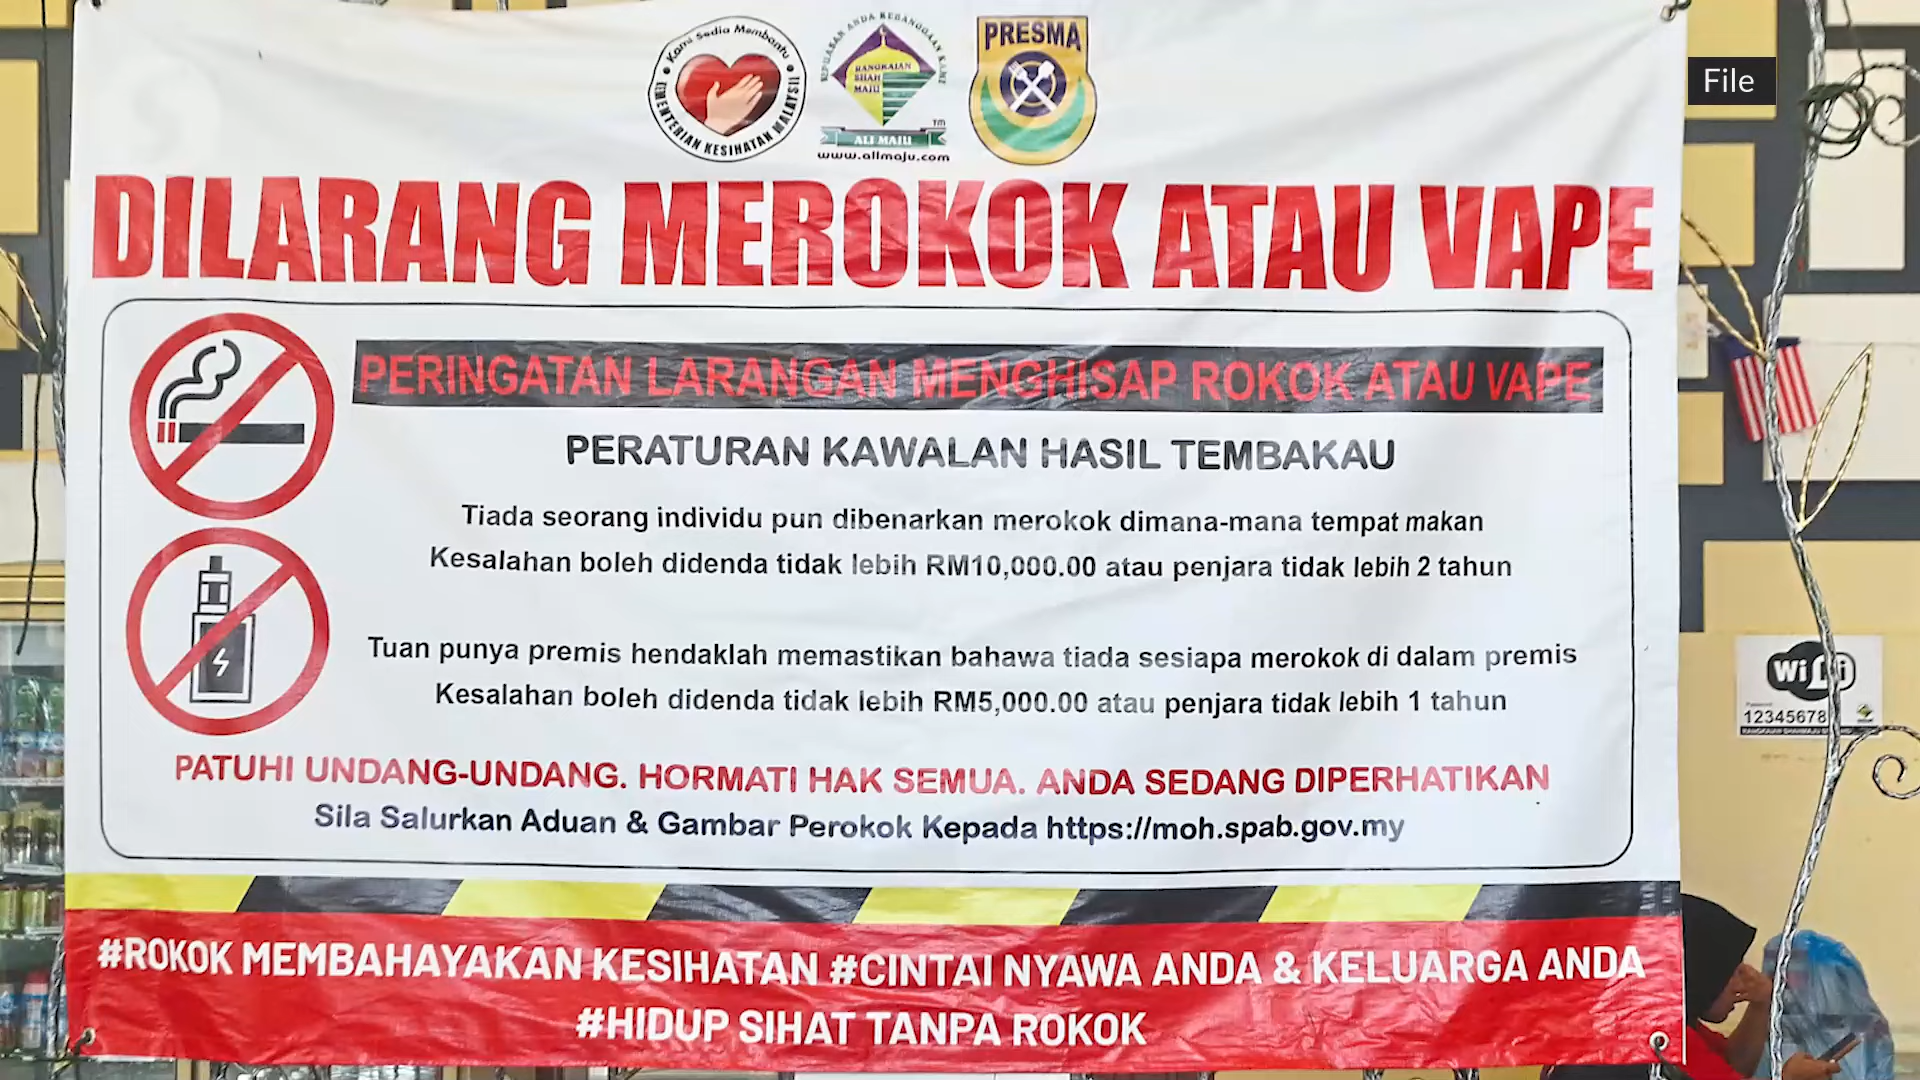 Kami Sedia Membantu
KEMENTERIAN KESIHATAN MALAYSIA
KEPUASAN ANDA KEBANGGAAN KAMI
RANGKAIAN
SHAH
MAJU
TM
ALI MAJU
www.alimaju.com
PRESMA
File
DILARANG MEROKOK ATAU VAPE
PERINGATAN LARANGAN MENGHISAP ROKOK ATAU VAPE
PERATURAN KAWALAN HASIL TEMBAKAU
Tiada seorang individu pun dibenarkan merokok dimana-mana tempat makan
Kesalahan boleh didenda tidak lebih RM10,000.00 atau penjara tidak lebih 2 tahun
Tuan punya premis hendaklah memastikan bahawa tiada sesiapa merokok di dalam premis
Kesalahan boleh didenda tidak lebih RM5,000.00 atau penjara tidak lebih 1 tahun
PATUHI UNDANG-UNDANG. HORMATI HAK SEMUA. ANDA SEDANG DIPERHATIKAN
Sila Salurkan Aduan & Gambar Perokok Kepada https://moh.spab.gov.my
#ROKOK MEMBAHAYAKAN KESIHATAN #CINTAI NYAWA ANDA & KELUARGA ANDA
#HIDUP SIHAT TANPA ROKOK
WiFi
12345678